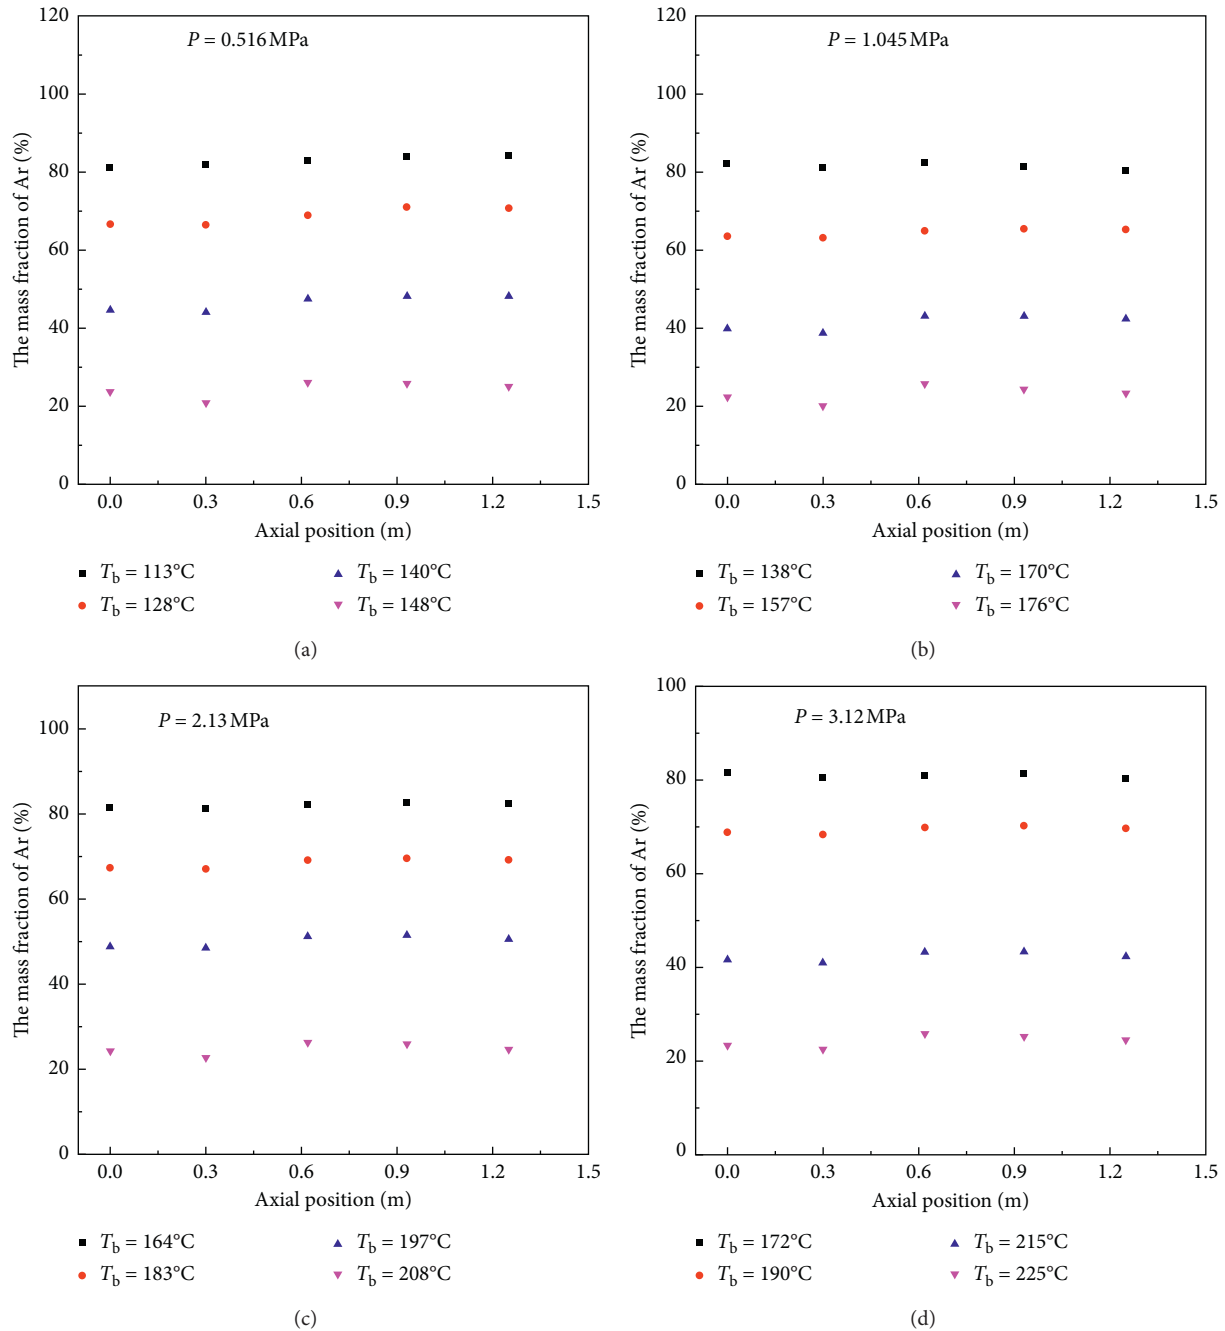 P = 0.516 MPa
The mass fraction of Ar (%)
120
100
80
60
40
20
0
0.0 0.3 0.6 0.9 1.2 1.5
Axial position (m)
Tb = 113°C Tb = 140°C
Tb = 128°C Tb = 148°C
(a)
P = 1.045 MPa
The mass fraction of Ar (%)
120
100
80
60
40
20
0
0.0 0.3 0.6 0.9 1.2 1.5
Axial position (m)
Tb = 138°C Tb = 170°C
Tb = 157°C Tb = 176°C
(b)
P = 2.13 MPa
The mass fraction of Ar (%)
100
80
60
40
20
0
0.0 0.3 0.6 0.9 1.2 1.5
Axial position (m)
Tb = 164°C Tb = 197°C
Tb = 183°C Tb = 208°C
(c)
P = 3.12 MPa
The mass fraction of Ar (%)
100
80
60
40
20
0
0.0 0.3 0.6 0.9 1.2 1.5
Axial position (m)
Tb = 172°C Tb = 215°C
Tb = 190°C Tb = 225°C
(d)